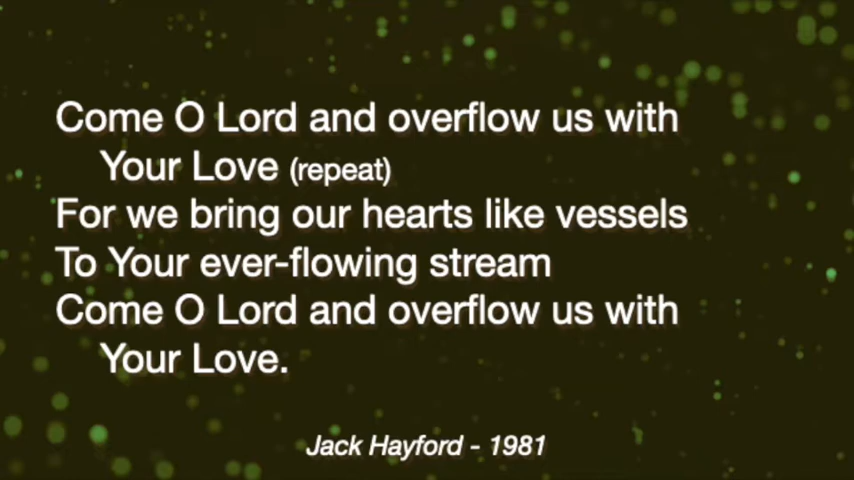 Come O Lord and overflow us with
Your Love (repeat)
For we bring our hearts like vessels
To Your ever-flowing stream
Come O Lord and overflow us with
Your Love.
Jack Hayford - 1981